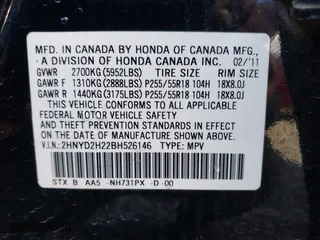 MFD. IN CANADA BY HONDA OF CANADA MFG.,
A DIVISION OF HONDA CANADA INC. 02/'11
GVWR 2700KG(5952LBS) TIRE SIZE RIM SIZE
GAWR F 1310KG(2888LBS) P255/55R18 104H 18X8.0J
GAWR R 1440KG(3175LBS) P255/55R18 104H 18X8.0J
THIS VEHICLE CONFORMS TO ALL APPLICABLE
FEDERAL MOTOR VEHICLE SAFETY AND THEFT
PREVENTION STANDARDS IN EFFECT ON THE
DATE OF MANUFACTURE SHOWN ABOVE.
V.I.N.:2HNYD2H22BH526146 TYPE: MPV
STX B AA5 -NH731PX -D-00